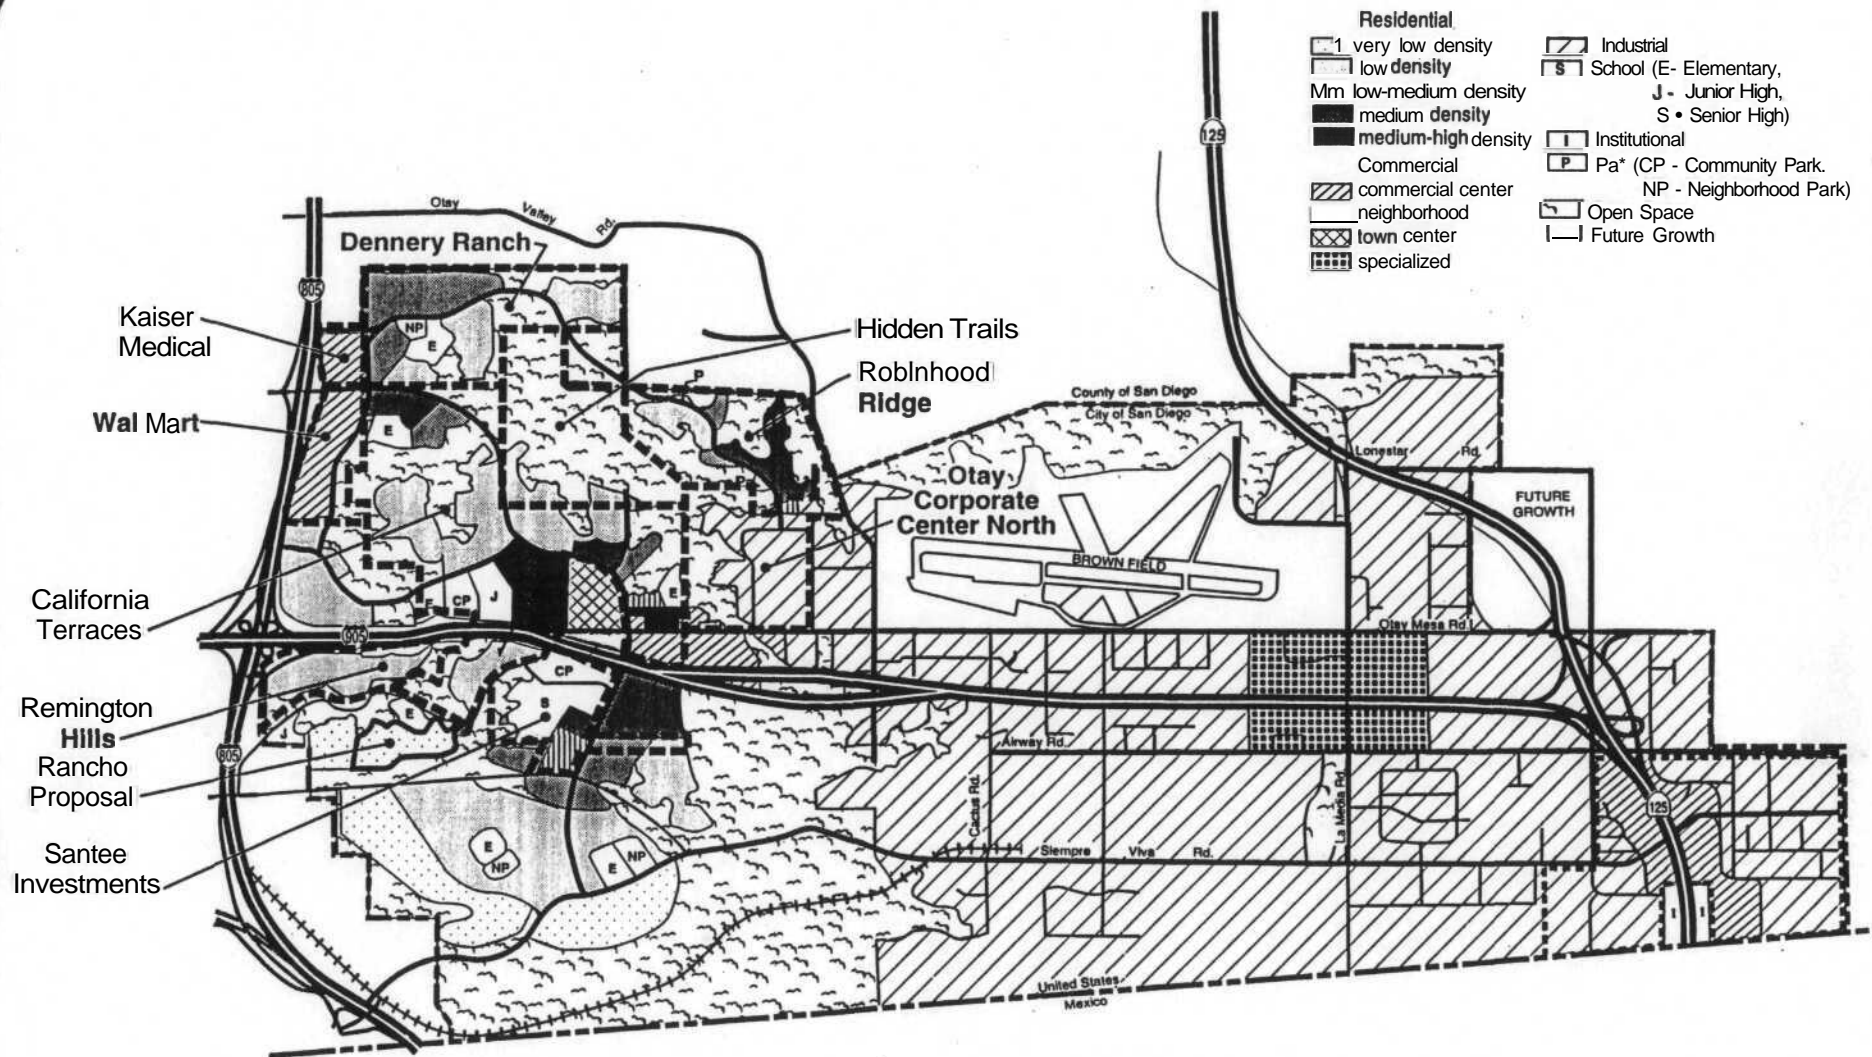 Residential
1 very low density
low density
Mm low-medium density
medium density
medium-high density
Commercial
commercial center
neighborhood
town center
specialized
Industrial
S School (E- Elementary,
J - Junior High,
S • Senior High)
I Institutional
P Pa* (CP - Community Park.
NP - Neighborhood Park)
Open Space
Future Growth
125
Otay Valley Rd.
Dennery Ranch
805
Kaiser
Medical
NP
E
Hidden Trails
RobInhood
Ridge
P
Wal Mart
E
County of San Diego
City of San Diego
Lonestar Rd.
P
Otay
Corporate
Center North
FUTURE
GROWTH
BROWN FIELD
California
Terraces
E
CP
J
E
Otay Mesa Rd.
905
CP
Remington
Hills
E
S
J
Airway Rd.
805
Rancho
Proposal
Cactus Rd.
La Media Rd.
125
Santee
Investments
E
NP
E
NP
Siempre Viva Rd.
I
I
United States
Mexico